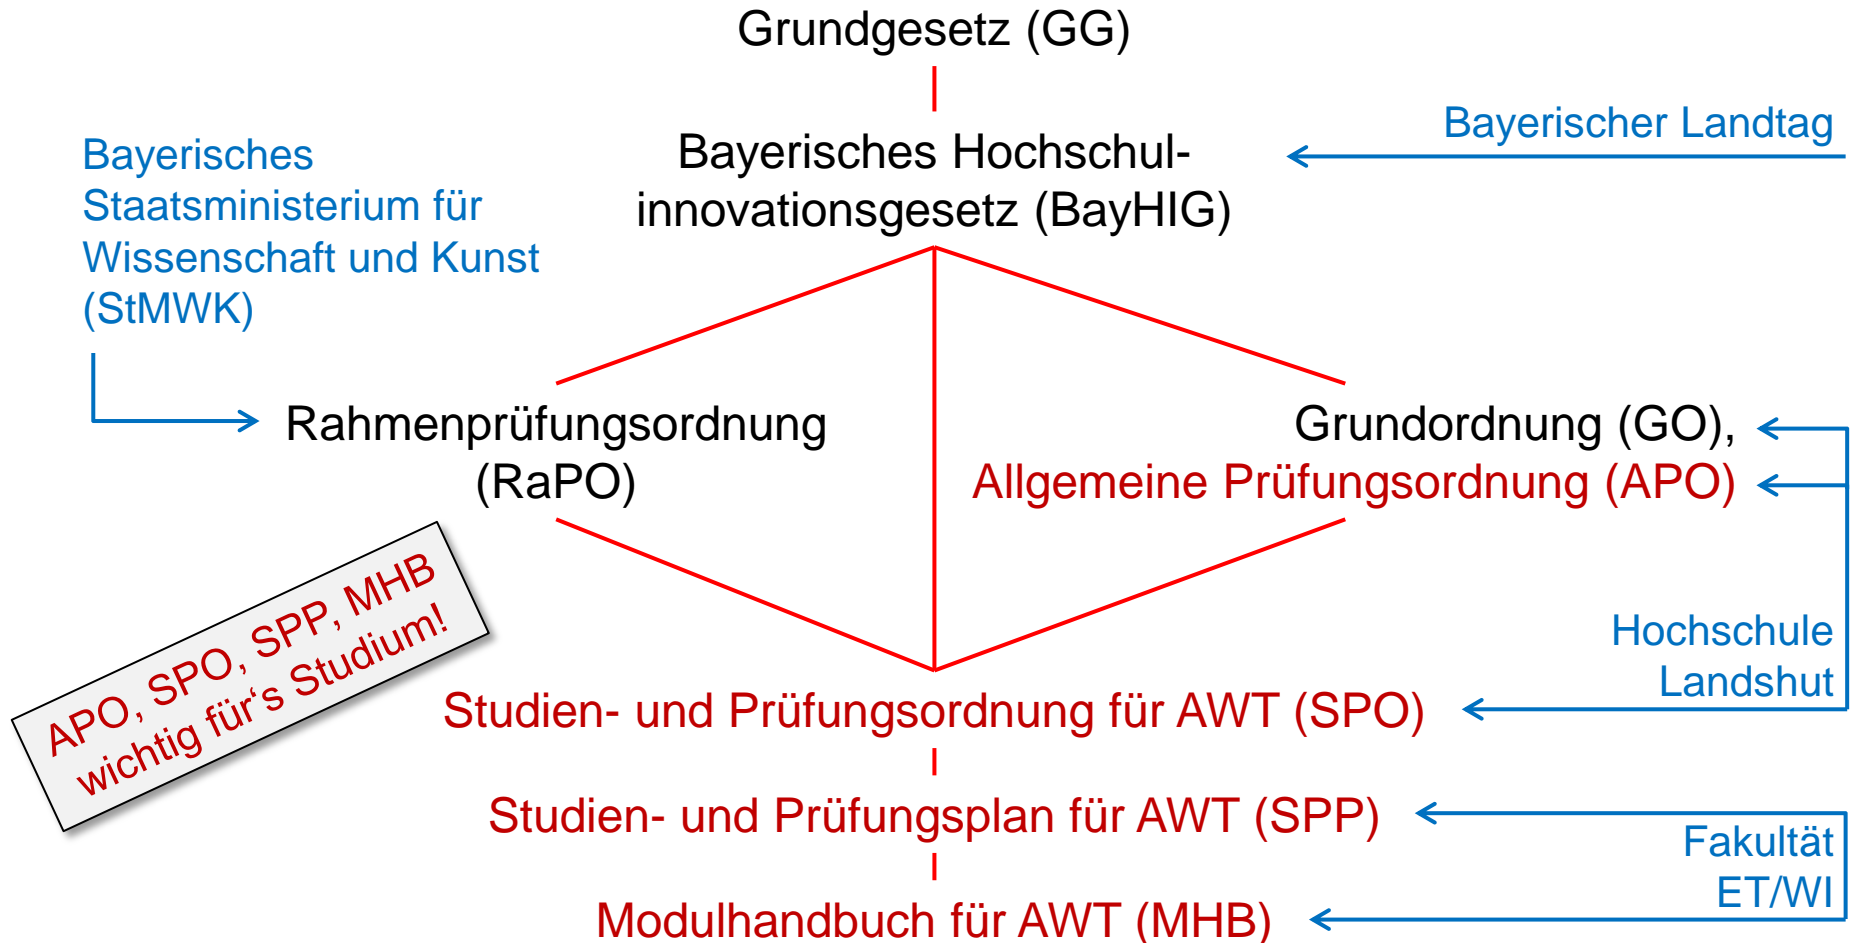 Grundgesetz (GG)
Bayerischer Landtag
Bayerisches Hochschul-
innovationsgesetz (BayHIG)
Bayerisches
Staatsministerium für
Wissenschaft und Kunst
(StMWK)
Rahmenprüfungsordnung
(RaPO)
Grundordnung (GO),
Allgemeine Prüfungsordnung (APO)
APO, SPO, SPP, MHB
wichtig für‘s Studium!
Hochschule
Landshut
Studien- und Prüfungsordnung für AWT (SPO)
Studien- und Prüfungsplan für AWT (SPP)
Fakultät
ET/WI
Modulhandbuch für AWT (MHB)